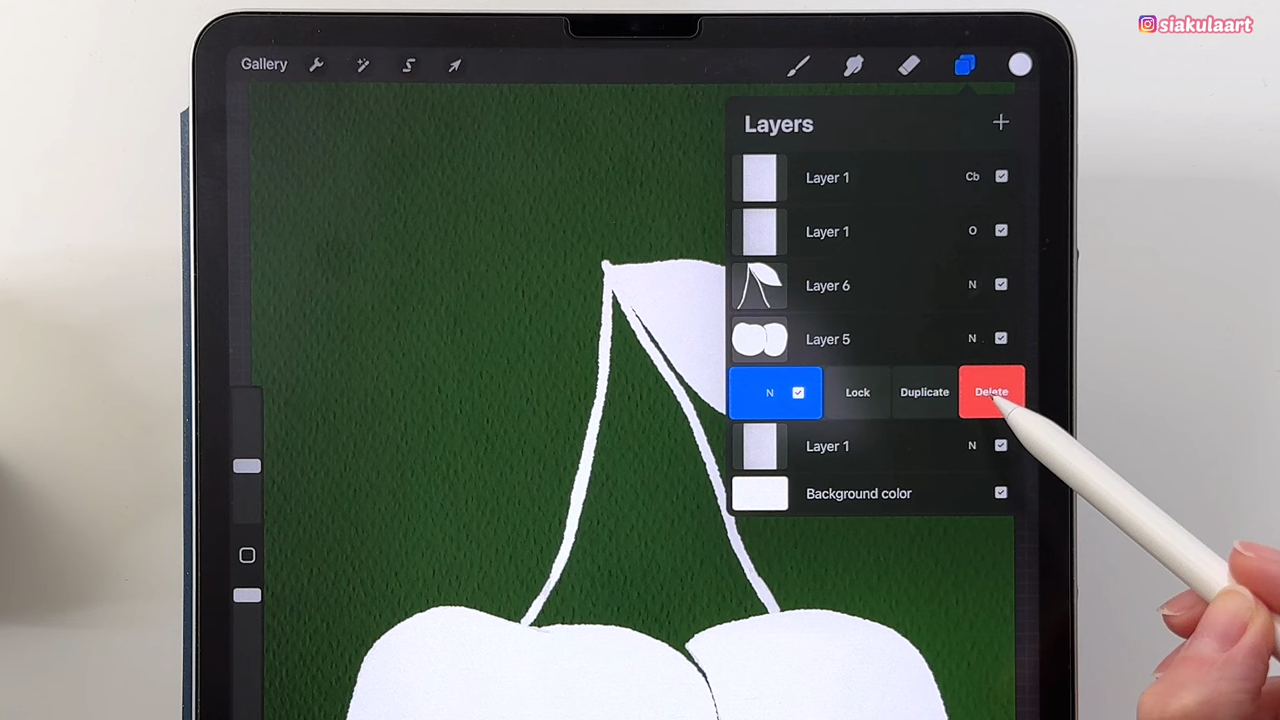 siakulaart
Gallery
Layers
Layer 1 Cb
Layer 1 O
Layer 6 N
Layer 5 N
N Lock Duplicate Delete
Layer 1 N
Background color